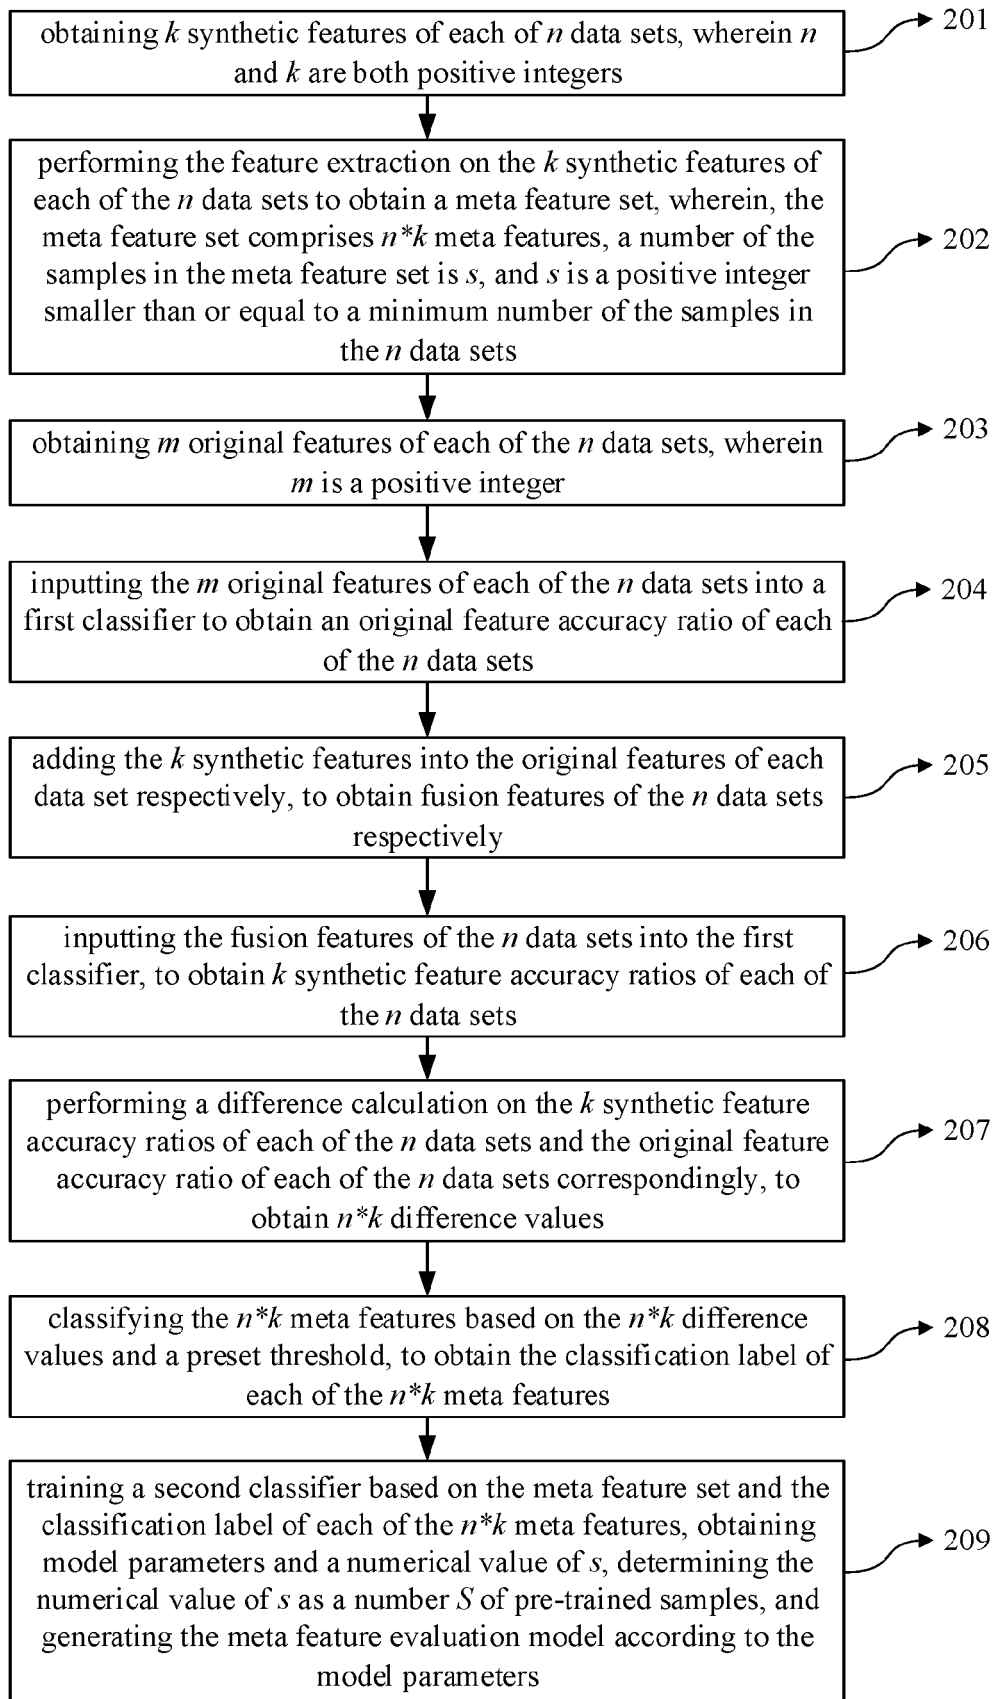 obtaining k synthetic features of each of n data sets, wherein n
and k are both positive integers
201
performing the feature extraction on the k synthetic features of
each of the n data sets to obtain a meta feature set, wherein, the
meta feature set comprises n*k meta features, a number of the
samples in the meta feature set is s, and s is a positive integer
smaller than or equal to a minimum number of the samples in
the n data sets
202
obtaining m original features of each of the n data sets, wherein
m is a positive integer
203
inputting the m original features of each of the n data sets into a
first classifier to obtain an original feature accuracy ratio of each
of the n data sets
204
adding the k synthetic features into the original features of each
data set respectively, to obtain fusion features of the n data sets
respectively
205
inputting the fusion features of the n data sets into the first
classifier, to obtain k synthetic feature accuracy ratios of each of
the n data sets
206
performing a difference calculation on the k synthetic feature
accuracy ratios of each of the n data sets and the original feature
accuracy ratio of each of the n data sets correspondingly, to
obtain n*k difference values
207
classifying the n*k meta features based on the n*k difference
values and a preset threshold, to obtain the classification label of
each of the n*k meta features
208
training a second classifier based on the meta feature set and the
classification label of each of the n*k meta features, obtaining
model parameters and a numerical value of s, determining the
numerical value of s as a number S of pre-trained samples, and
generating the meta feature evaluation model according to the
model parameters
209